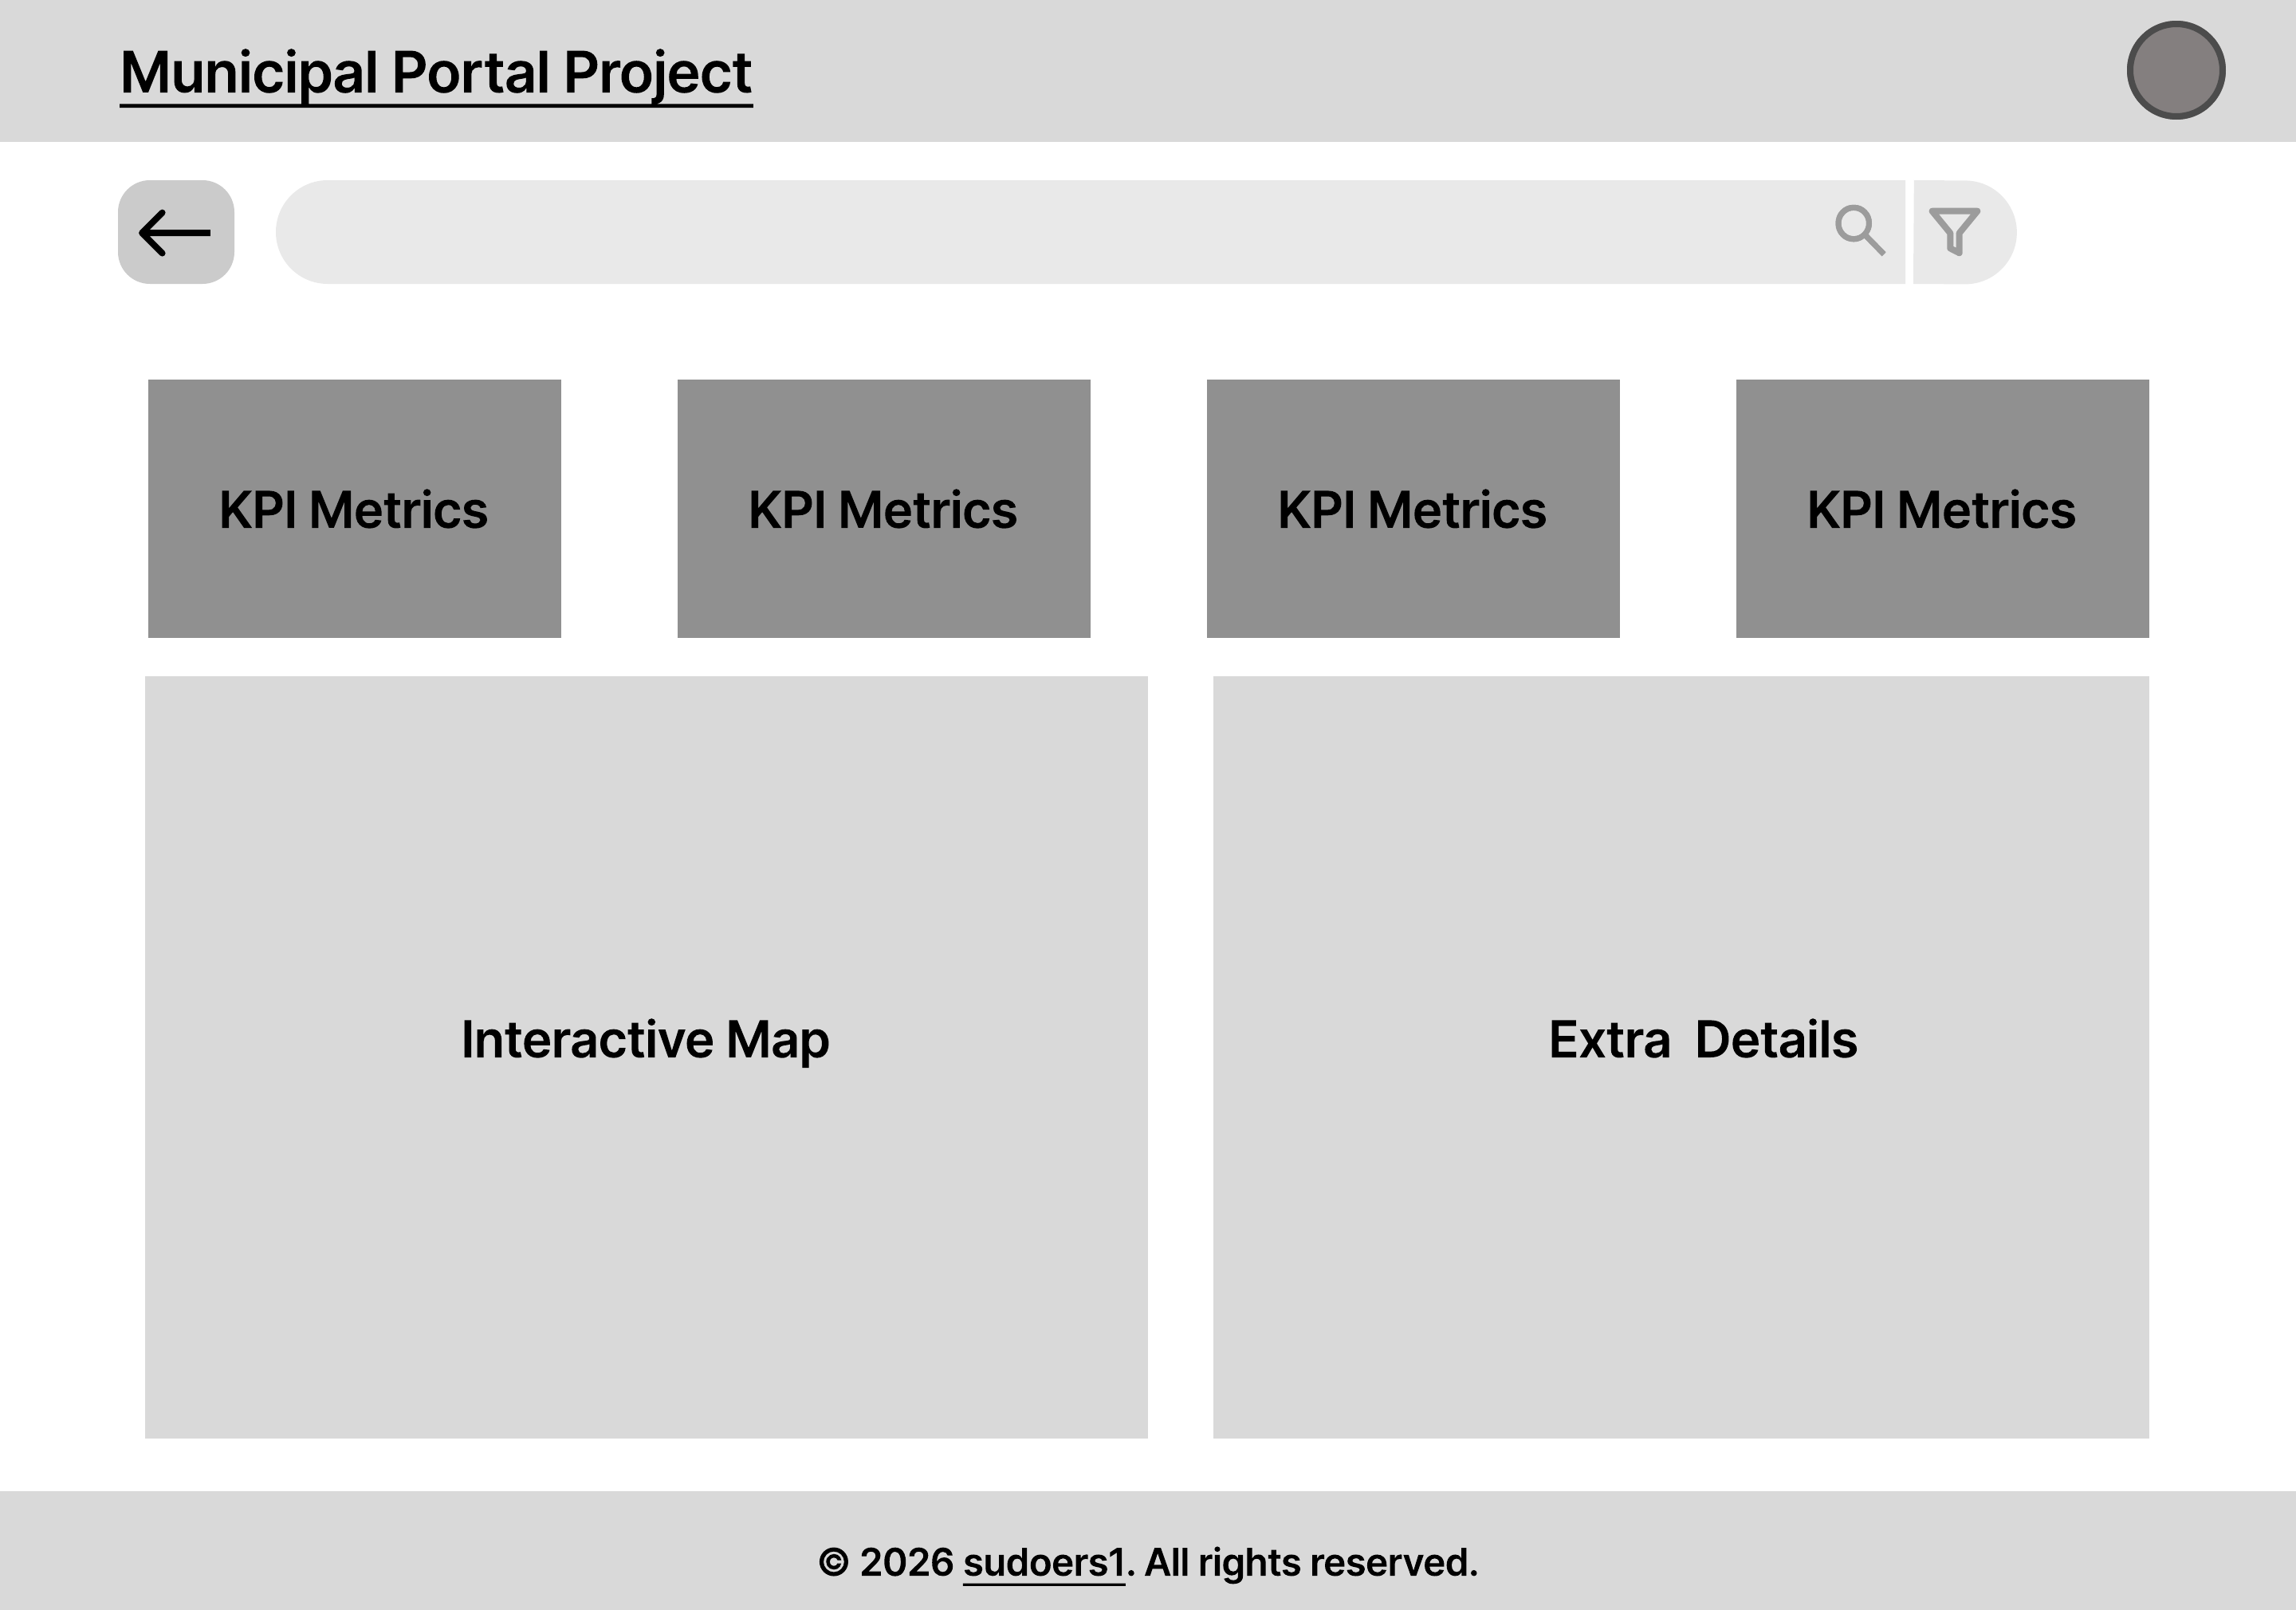 Municipal Portal Project
KPI Metrics
KPI Metrics
KPI Metrics
KPI Metrics
Interactive Map
Extra  Details
© 2026 sudoers1. All rights reserved.